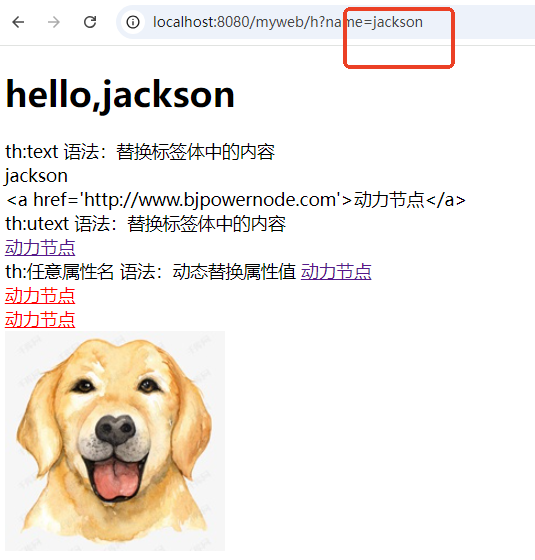 localhost:8080/myweb/h?name=jackson
hello,jackson
th:text 语法：替换标签体中的内容
jackson
<a href='http://www.bjpowernode.com'>动力节点</a>
th:utext 语法：替换标签体中的内容
动力节点
th:任意属性名 语法：动态替换属性值 动力节点
动力节点
动力节点